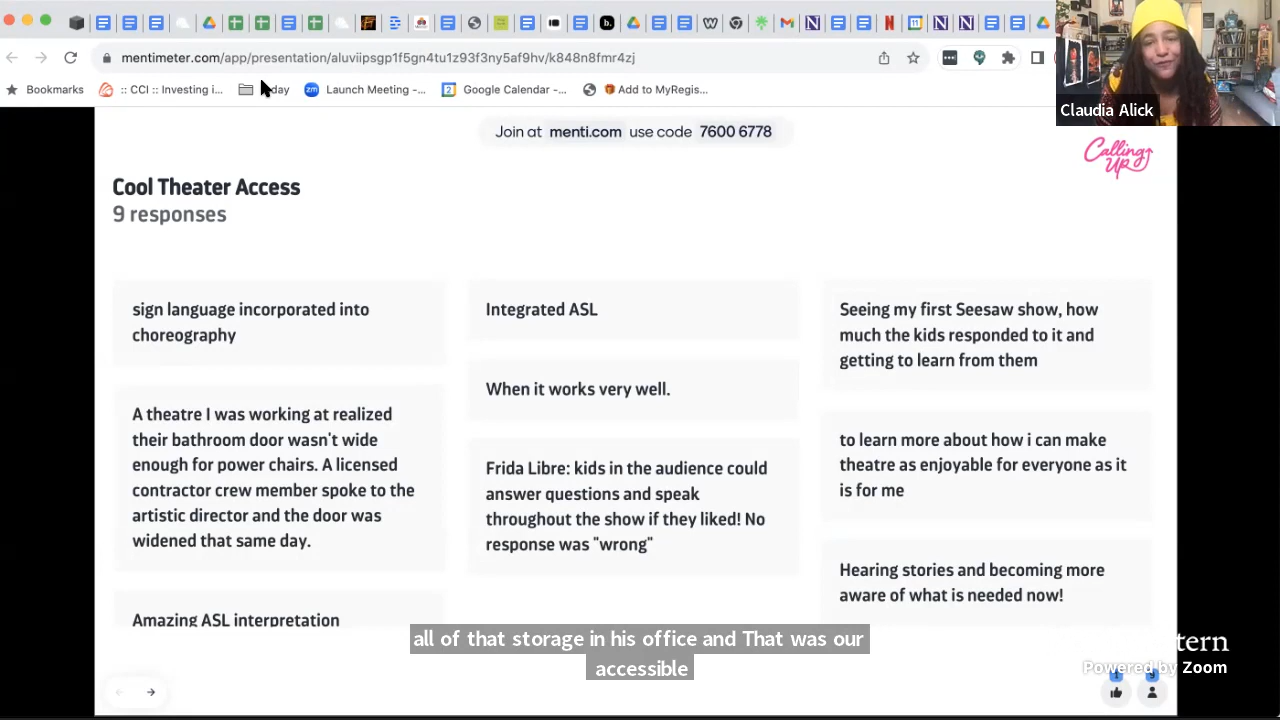 mentimeter.com/app/presentation/aluviipsgp1f5gn4tu1z93f3ny5af9hv/k848n8fmr4zj
Bookmarks
:: CCI :: Investing i...
Launch Meeting -...
Google Calendar -...
Add to MyRegis...
Claudia Alick
Join at menti.com use code 7600 6778
Calling UP
Cool Theater Access
9 responses
sign language incorporated into
choreography
A theatre I was working at realized
their bathroom door wasn't wide
enough for power chairs. A licensed
contractor crew member spoke to the
artistic director and the door was
widened that same day.
Amazing ASL interpretation
Integrated ASL
When it works very well.
Frida Libre: kids in the audience could
answer questions and speak
throughout the show if they liked! No
response was "wrong"
Seeing my first Seesaw show, how
much the kids responded to it and
getting to learn from them
to learn more about how i can make
theatre as enjoyable for everyone as it
is for me
Hearing stories and becoming more
aware of what is needed now!
all of that storage in his office and That was our
accessible
tern
Powered by Zoom
1
9